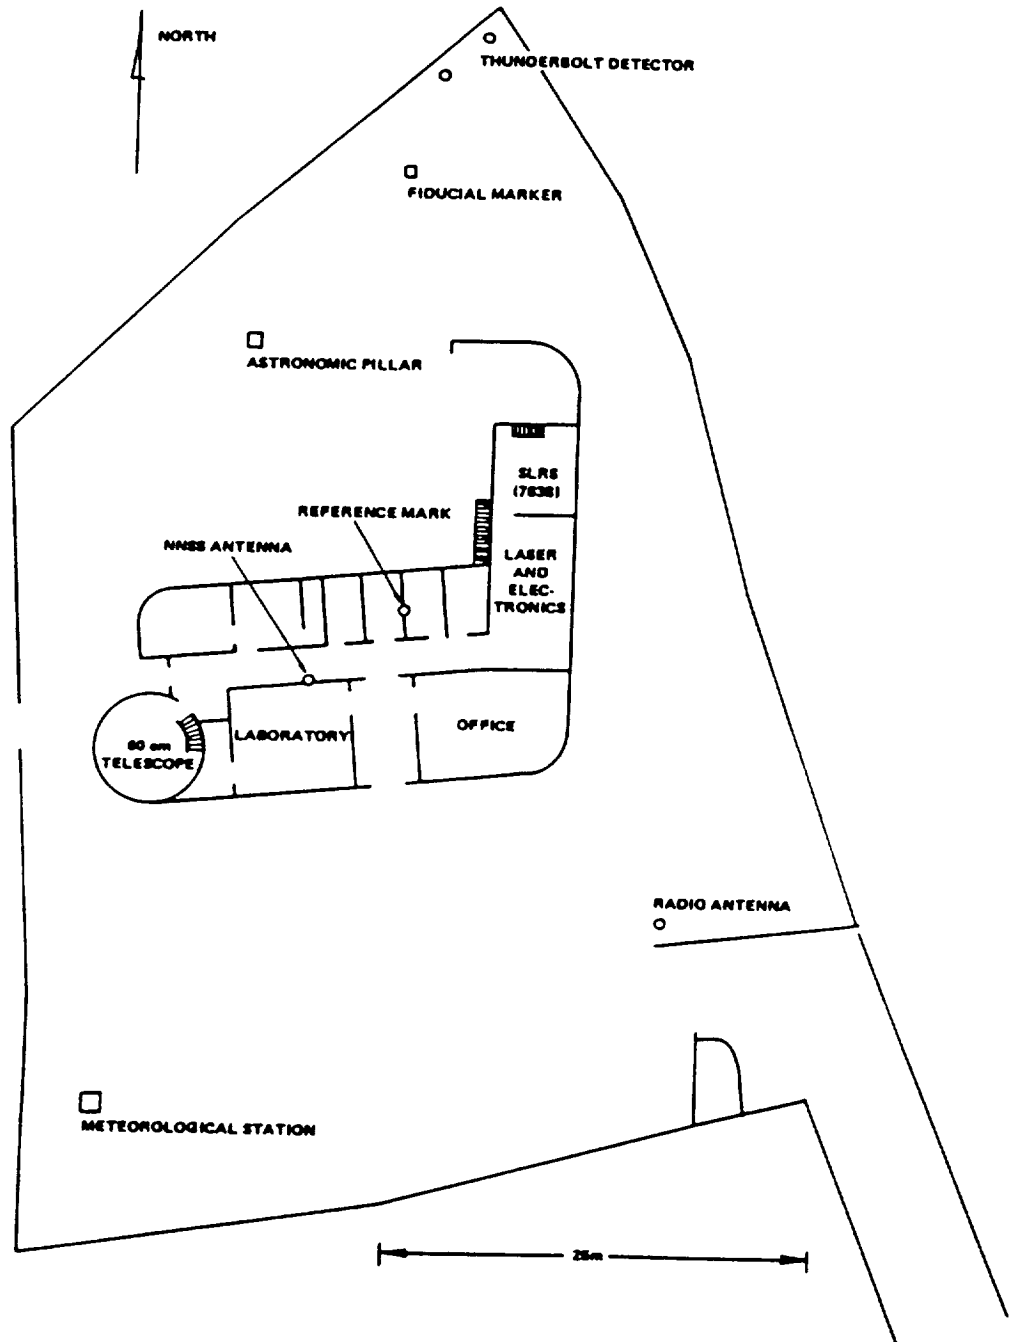 NORTH
THUNDERBOLT DETECTOR
FIDUCIAL MARKER
ASTRONOMIC PILLAR
SLRS
(7838)
REFERENCE MARK
NNSS ANTENNA
LASER
AND
ELEC-
TRONICS
LABORATORY
OFFICE
60 cm
TELESCOPE
RADIO ANTENNA
METEOROLOGICAL STATION
25m